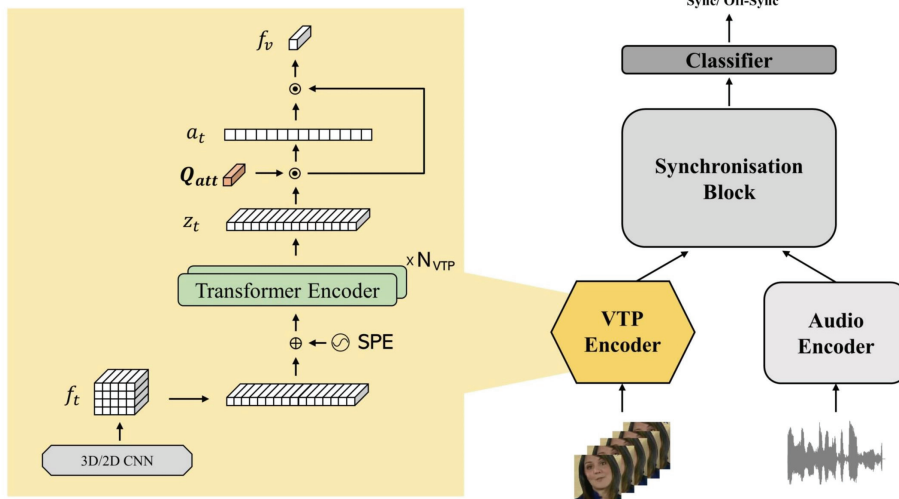 f_v
a_t
Q_att
z_t
× N_VTP
Transformer Encoder
SPE
f_t
3D/2D CNN
Sync/ Off-Sync
Classifier
Synchronisation
Block
VTP
Encoder
Audio
Encoder